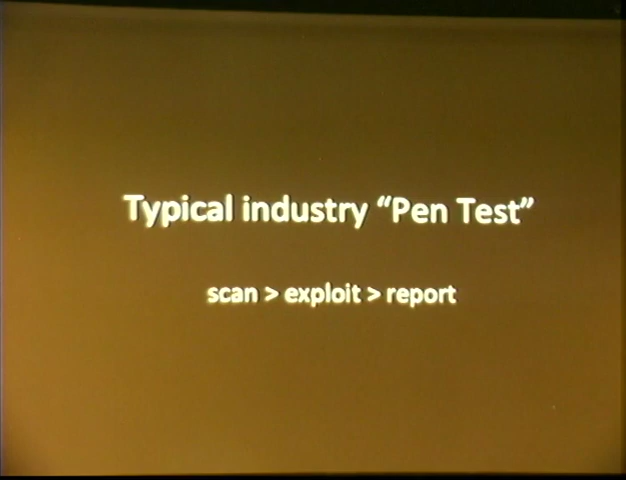 Typical industry “Pen Test”
scan > exploit > report